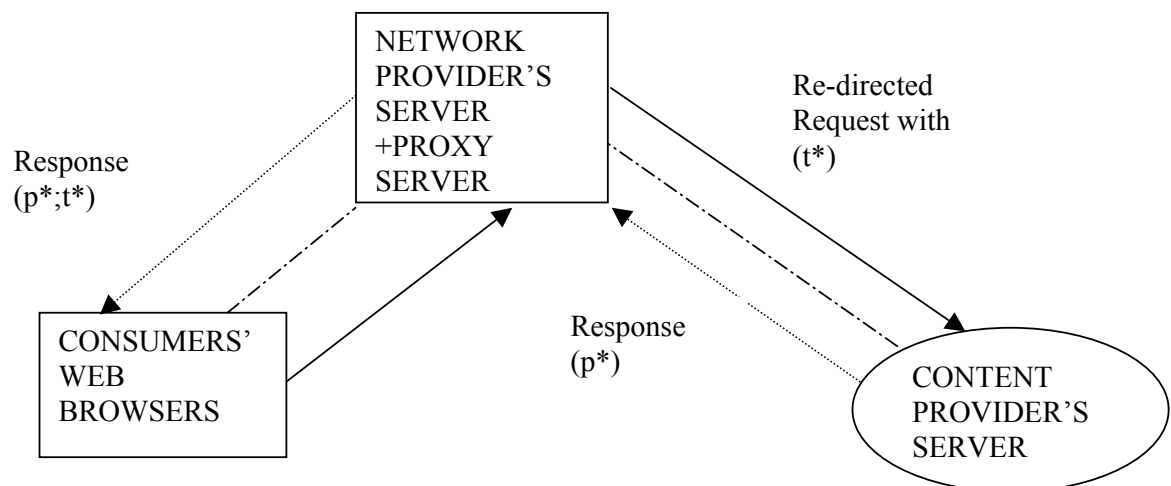 NETWORK
PROVIDER'S
SERVER
+PROXY
SERVER
Re-directed
Request with
(t*)
Response
(p*;t*)
Response
(p*)
CONSUMERS'
WEB
BROWSERS
CONTENT
PROVIDER'S
SERVER